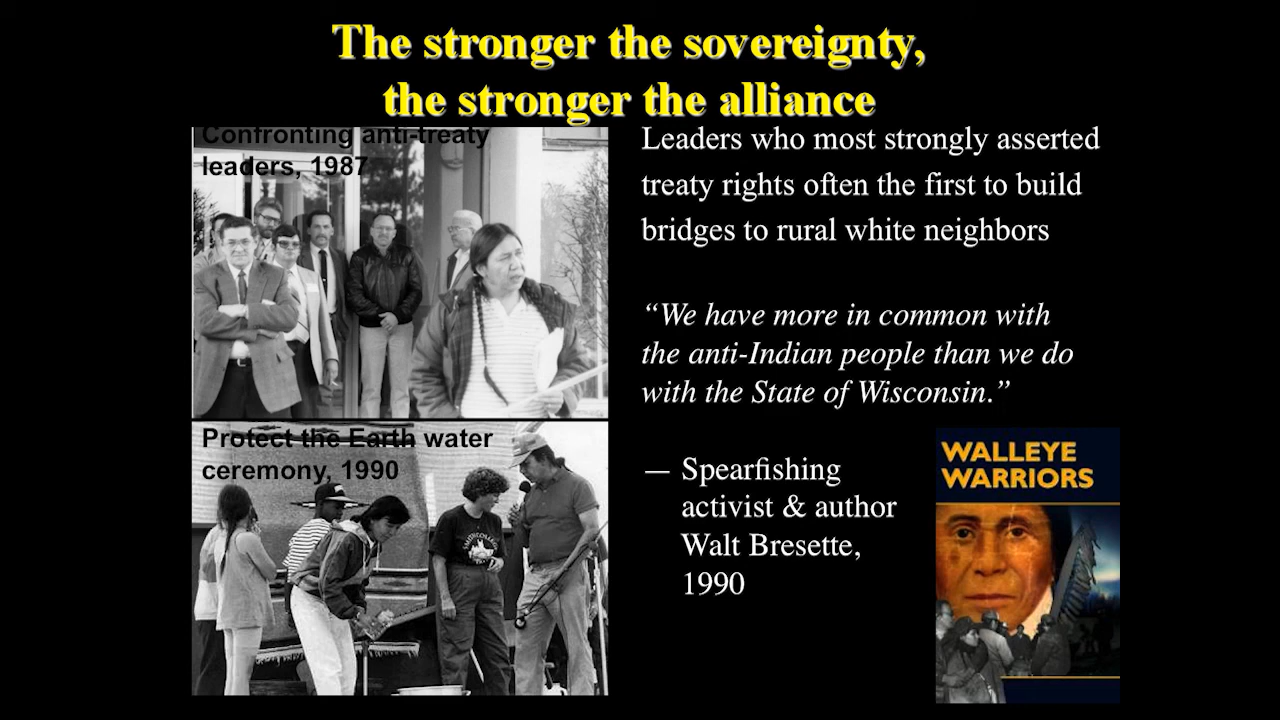 The stronger the sovereignty,
the stronger the alliance
Confronting anti-treaty
leaders, 1987
Protect the Earth water
ceremony, 1990
Leaders who most strongly asserted
treaty rights often the first to build
bridges to rural white neighbors
“We have more in common with
the anti-Indian people than we do
with the State of Wisconsin.”
— Spearfishing
activist & author
Walt Bresette,
1990
WALLEYE
WARRIORS